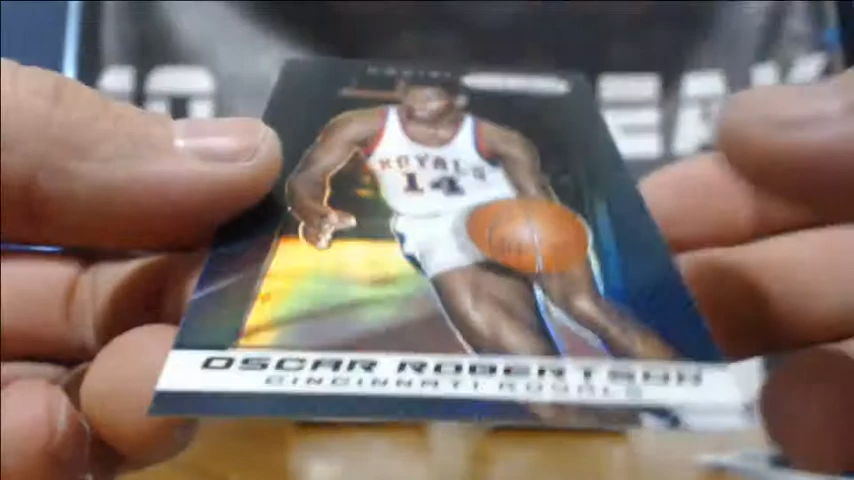 ROYALS
14
OSCAR ROBERTSON
CINCINNATI ROYALS